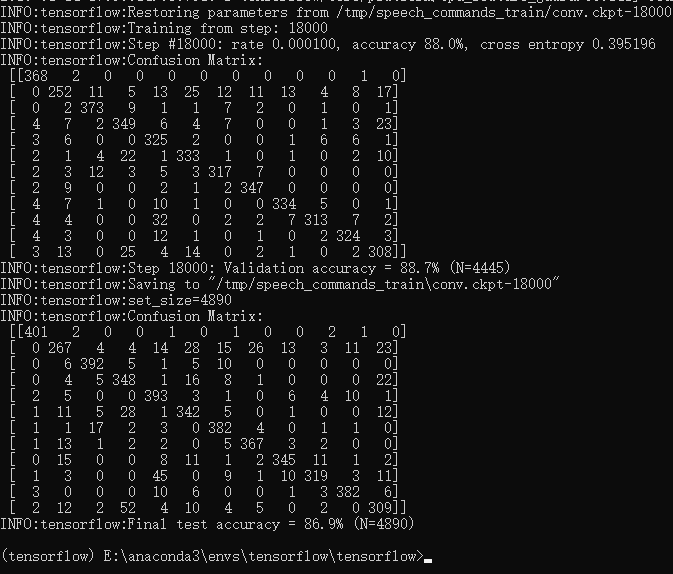 INFO:tensorflow:Restoring parameters from /tmp/speech_commands_train/conv.ckpt-18000
INFO:tensorflow:Training from step: 18000
INFO:tensorflow:Step #18000: rate 0.000100, accuracy 88.0%, cross entropy 0.395196
INFO:tensorflow:Confusion Matrix:
[[368 2 0 0 0 0 0 0 0 0 1 0]
[ 0 252 11 5 13 25 12 11 13 4 8 17]
[ 0 2 373 9 1 1 7 2 0 1 0 1]
[ 4 7 2 349 6 4 7 0 0 1 3 23]
[ 3 6 0 0 325 2 0 0 1 6 6 1]
[ 2 1 4 22 1 333 1 0 1 0 2 10]
[ 2 3 12 3 5 3 317 7 0 0 0 0]
[ 2 9 0 0 2 1 2 347 0 0 0 0]
[ 4 7 1 0 10 1 0 0 334 5 0 1]
[ 4 4 0 0 32 0 2 2 7 313 7 2]
[ 4 3 0 0 12 1 0 1 0 2 324 3]
[ 3 13 0 25 4 14 0 2 1 0 2 308]]
INFO:tensorflow:Step 18000: Validation accuracy = 88.7% (N=4445)
INFO:tensorflow:Saving to "/tmp/speech_commands_train\conv.ckpt-18000"
INFO:tensorflow:set_size=4890
INFO:tensorflow:Confusion Matrix:
[[401 2 0 0 1 0 1 0 0 2 1 0]
[ 0 267 4 4 14 28 15 26 13 3 11 23]
[ 0 6 392 5 1 5 10 0 0 0 0 0]
[ 0 4 5 348 1 16 8 1 0 0 0 22]
[ 2 5 0 0 393 3 1 0 6 4 10 1]
[ 1 11 5 28 1 342 5 0 1 0 0 12]
[ 1 1 17 2 3 0 382 4 0 1 1 0]
[ 1 13 1 2 2 0 5 367 3 2 0 0]
[ 0 15 0 0 8 11 1 2 345 11 1 2]
[ 1 3 0 0 45 0 9 1 10 319 3 11]
[ 3 0 0 0 10 6 0 0 1 3 382 6]
[ 2 12 2 52 4 10 4 5 0 2 0 309]]
INFO:tensorflow:Final test accuracy = 86.9% (N=4890)
(tensorflow) E:\anaconda3\envs\tensorflow\tensorflow>